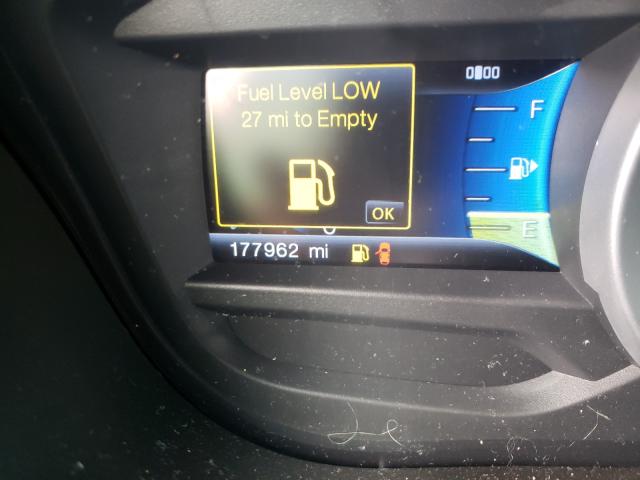 Fuel Level LOW
27 mi to Empty
OK
F
E
177962 mi